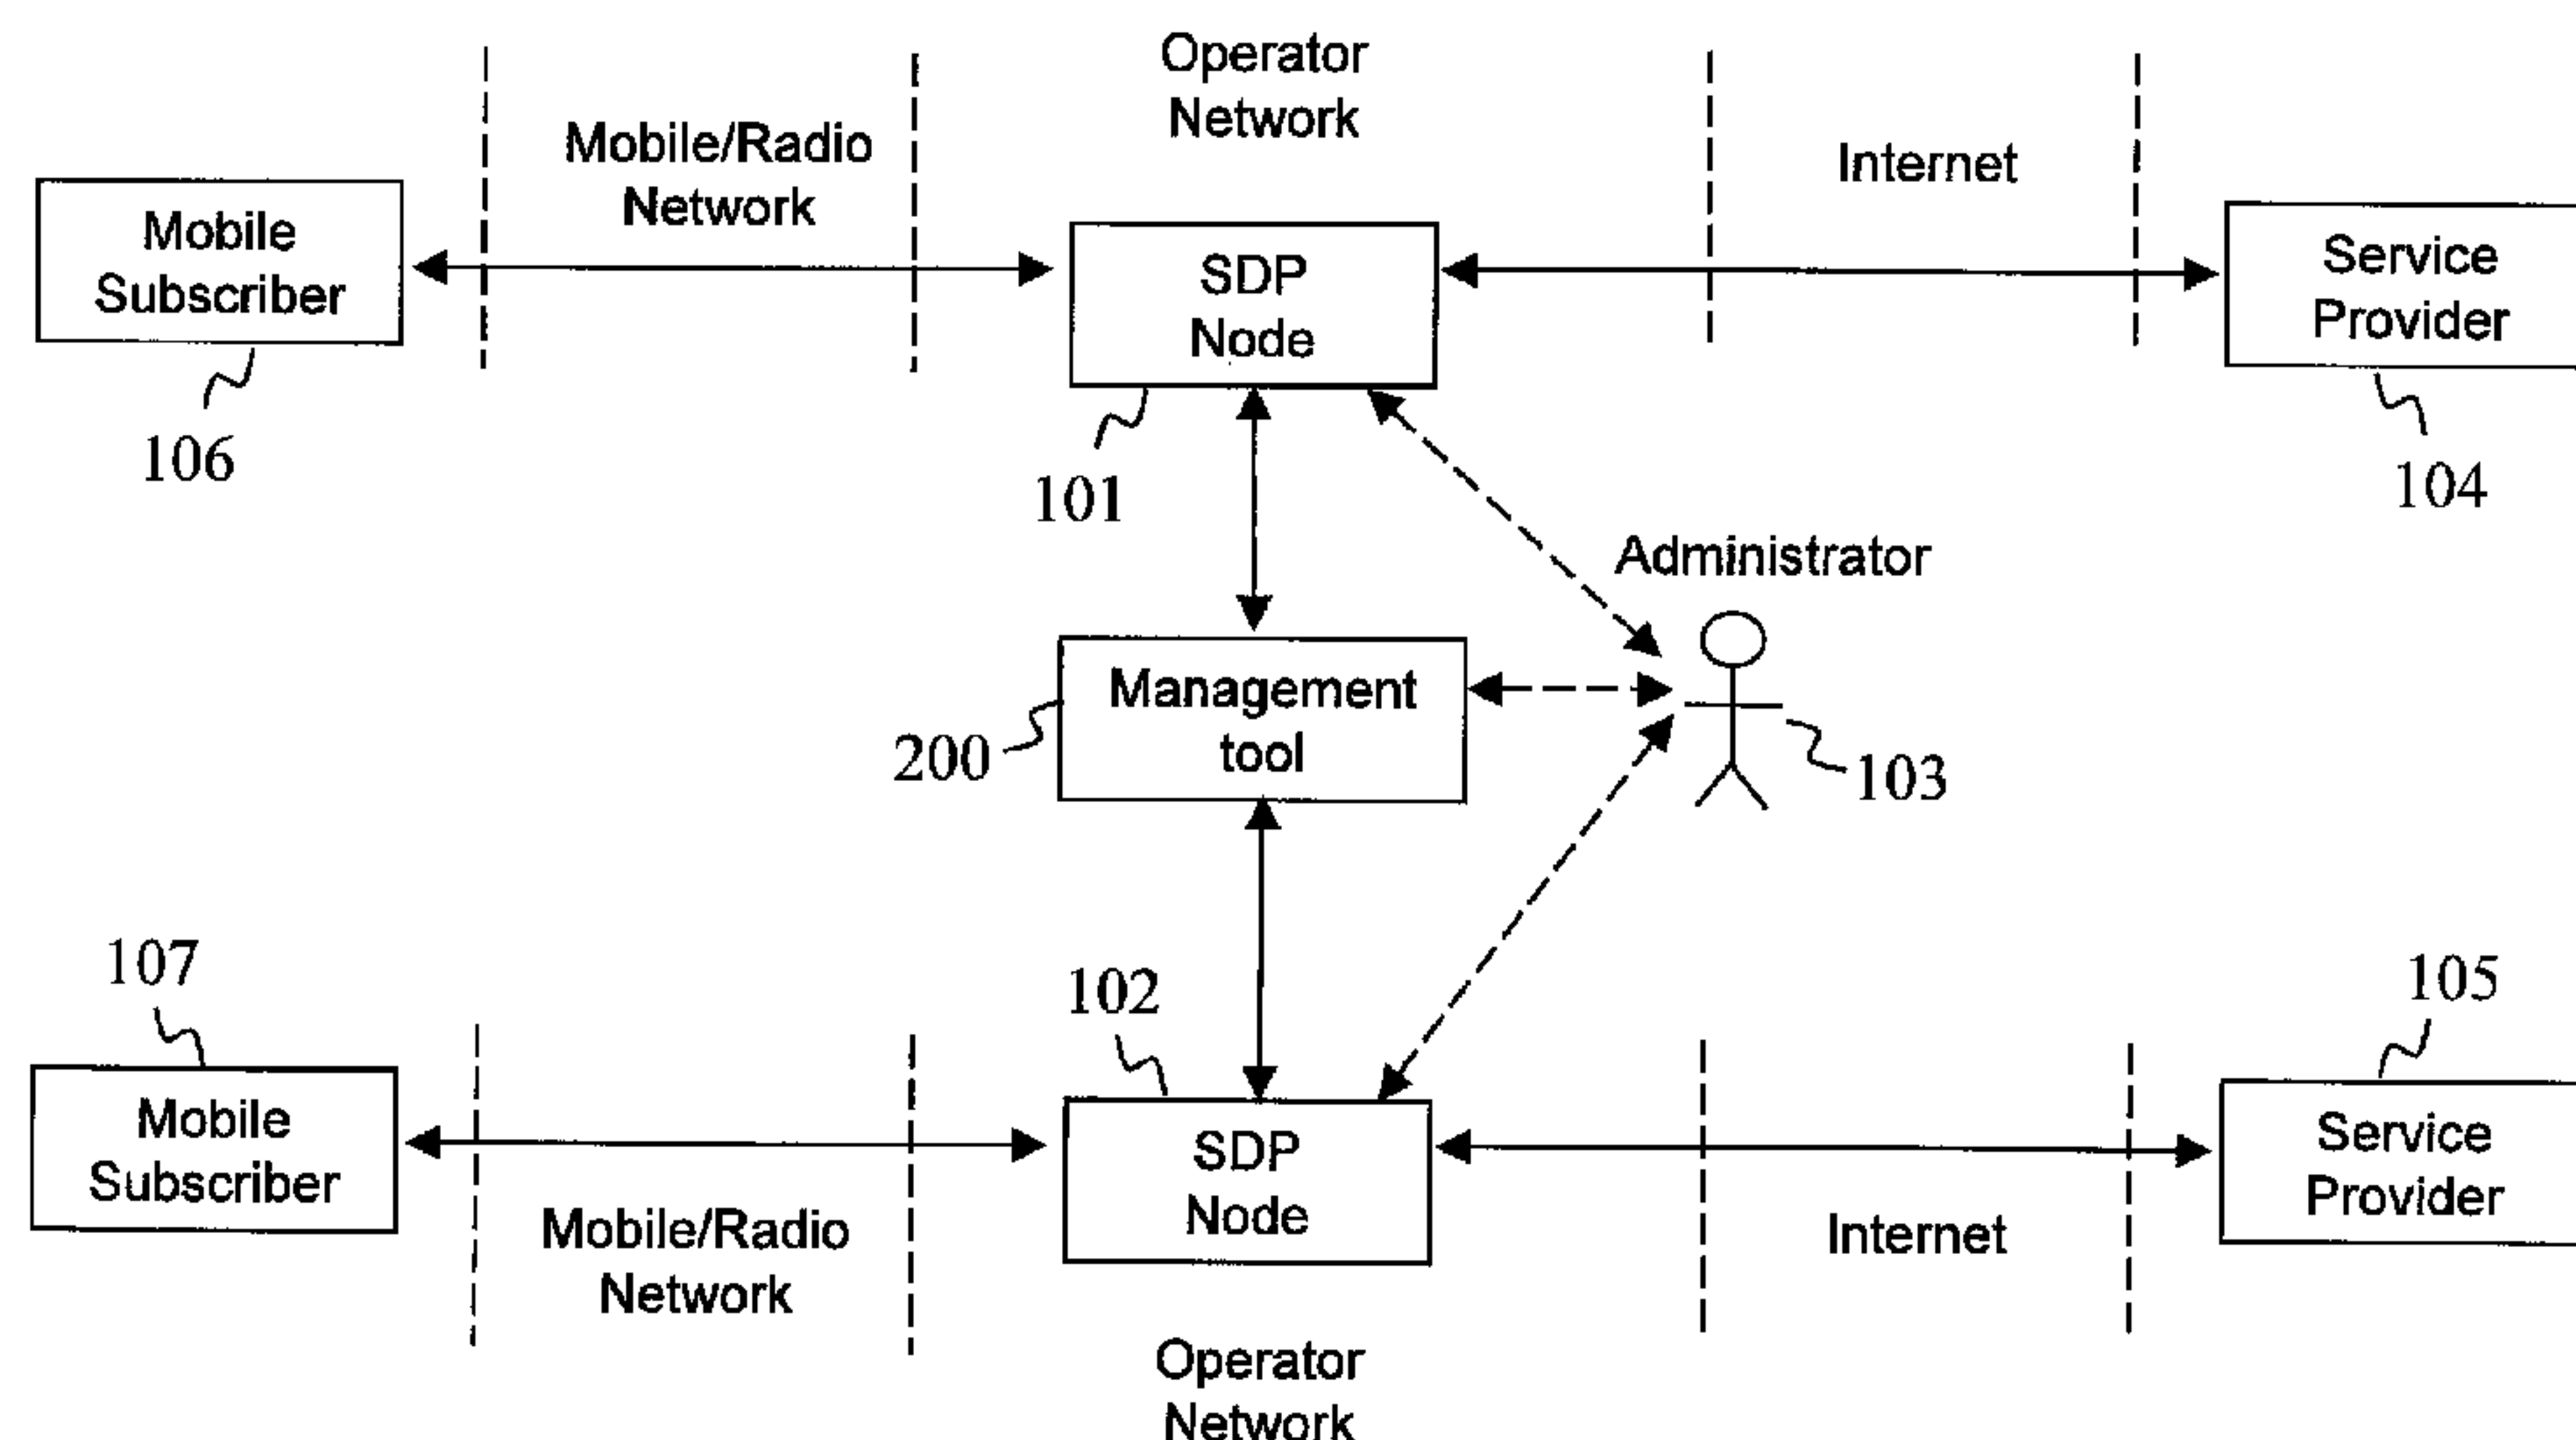 Operator
Network
Mobile/Radio
Network
Internet
Mobile
Subscriber
SDP
Node
Service
Provider
106
101
104
Administrator
Management
tool
200
103
107
102
105
Mobile
Subscriber
SDP
Node
Service
Provider
Mobile/Radio
Network
Internet
Operator
Network